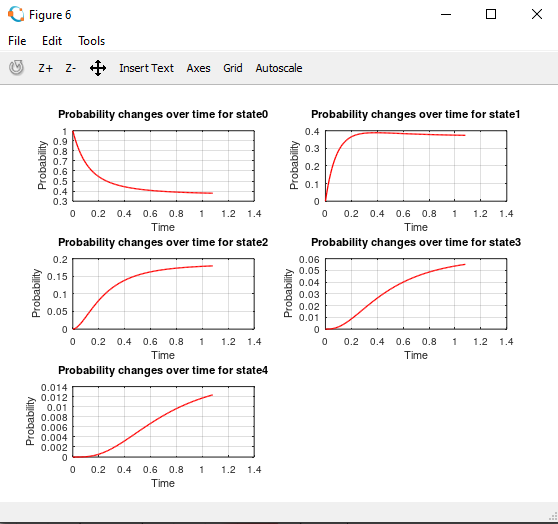 Figure 6
File Edit Tools
Z+ Z- Insert Text Axes Grid Autoscale
Probability changes over time for state0
Probability
1
0.9
0.8
0.7
0.6
0.5
0.4
0.3
0 0.2 0.4 0.6 0.8 1 1.2 1.4
Time
Probability changes over time for state1
Probability
0.4
0.3
0.2
0.1
0
0 0.2 0.4 0.6 0.8 1 1.2 1.4
Time
Probability changes over time for state2
Probability
0.2
0.15
0.1
0.05
0
0 0.2 0.4 0.6 0.8 1 1.2 1.4
Time
Probability changes over time for state3
Probability
0.06
0.05
0.04
0.03
0.02
0.01
0
0 0.2 0.4 0.6 0.8 1 1.2 1.4
Time
Probability changes over time for state4
Probability
0.014
0.012
0.01
0.008
0.006
0.004
0.002
0
0 0.2 0.4 0.6 0.8 1 1.2 1.4
Time